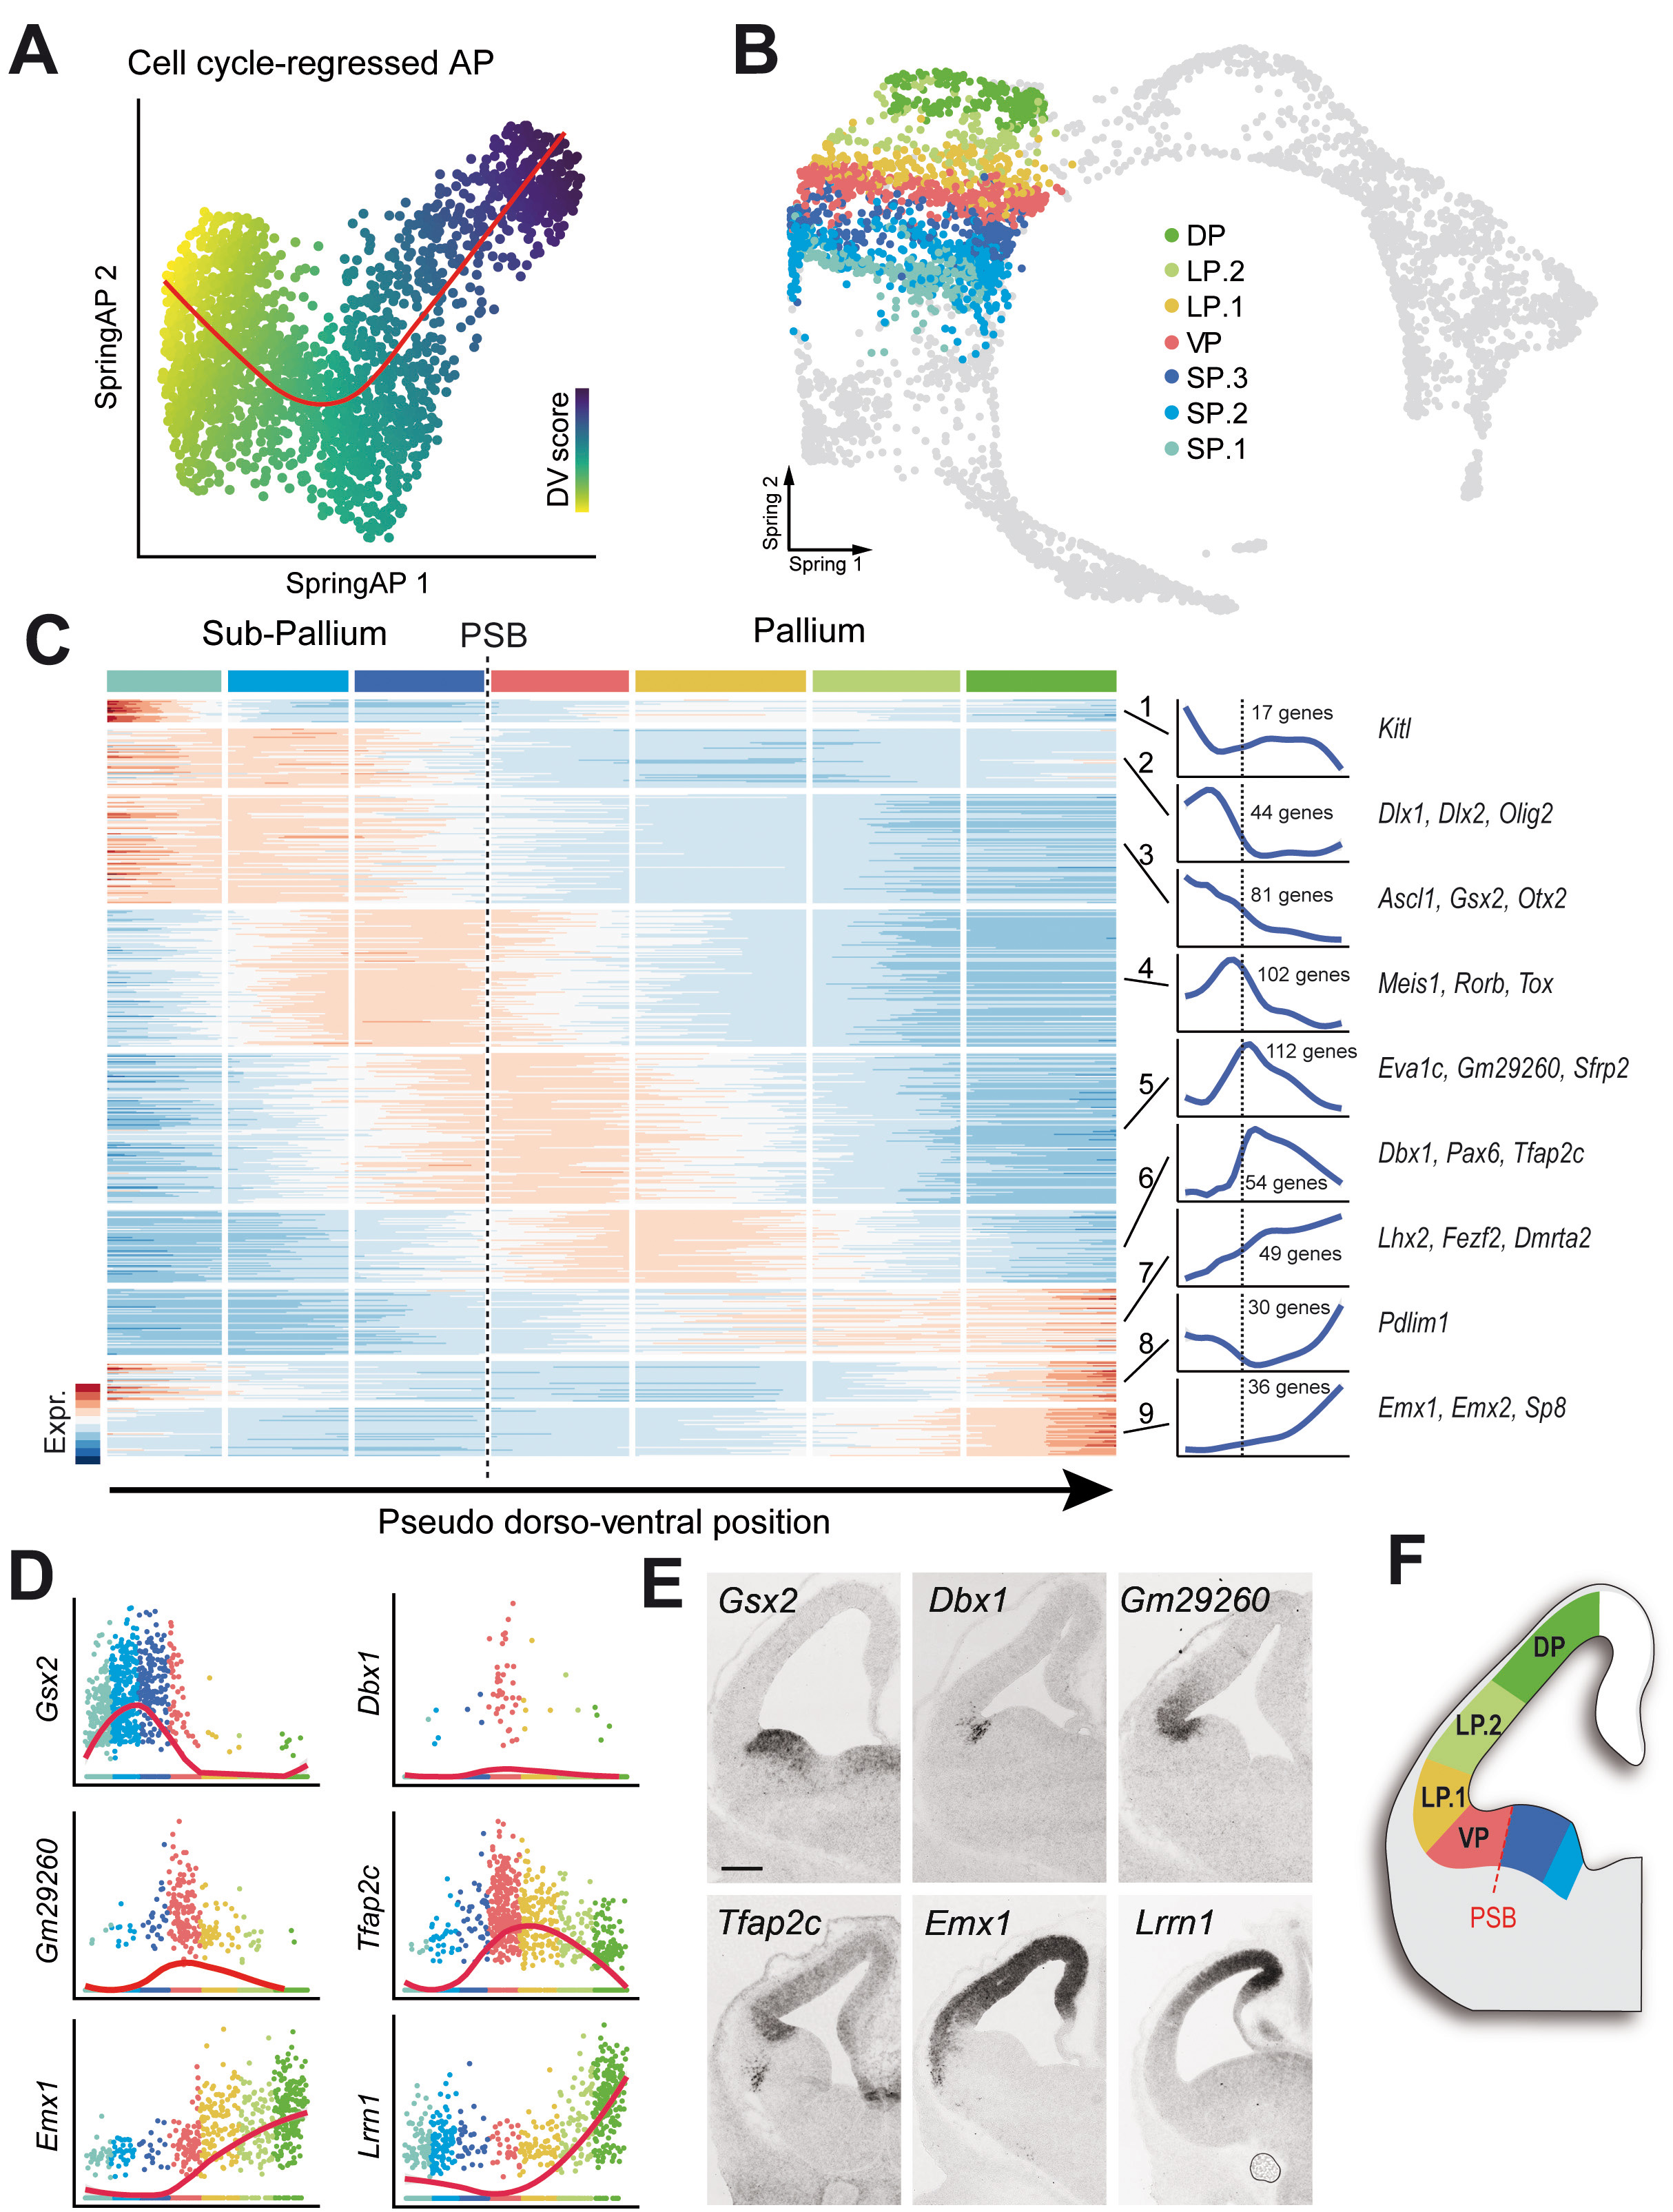 A
Cell cycle-regressed AP
SpringAP 2
SpringAP 1
DV score
B
DP
LP.2
LP.1
VP
SP.3
SP.2
SP.1
Spring 2
Spring 1
C
Sub-Pallium
PSB
Pallium
1
17 genes
Kitl
2
44 genes
Dlx1, Dlx2, Olig2
3
81 genes
Ascl1, Gsx2, Otx2
4
102 genes
Meis1, Rorb, Tox
5
112 genes
Eva1c, Gm29260, Sfrp2
6
54 genes
Dbx1, Pax6, Tfap2c
7
49 genes
Lhx2, Fezf2, Dmrta2
8
30 genes
Pdlim1
9
36 genes
Emx1, Emx2, Sp8
Expr.
Pseudo dorso-ventral position
D
Gsx2
Dbx1
Gm29260
Tfap2c
Emx1
Lrrn1
E
Gsx2
Dbx1
Gm29260
Tfap2c
Emx1
Lrrn1
F
DP
LP.2
LP.1
VP
PSB